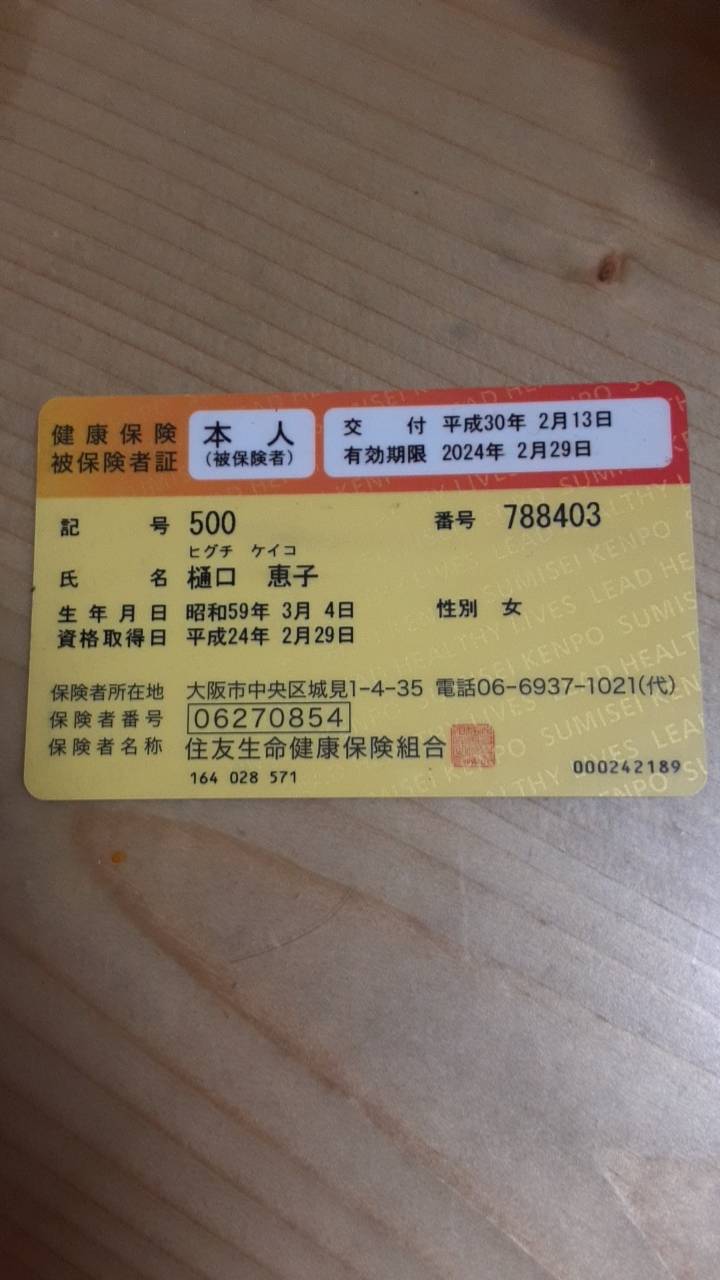 健康保険
被保険者証
本人
(被保険者)
交付 平成30年 2月13日
有効期限 2024年 2月29日
記号 500 番号 788403
ヒグチ ケイコ
氏名 樋口 恵子
生年月日 昭和59年 3月 4日 性別 女
資格取得日 平成24年 2月29日
保険者所在地 大阪市中央区城見1-4-35 電話06-6937-1021(代)
保険者番号 06270854
保険者名称 住友生命健康保険組合
164 028 571
000242189
SUMISEI KENPO
LEAD HEALTHY LIVES